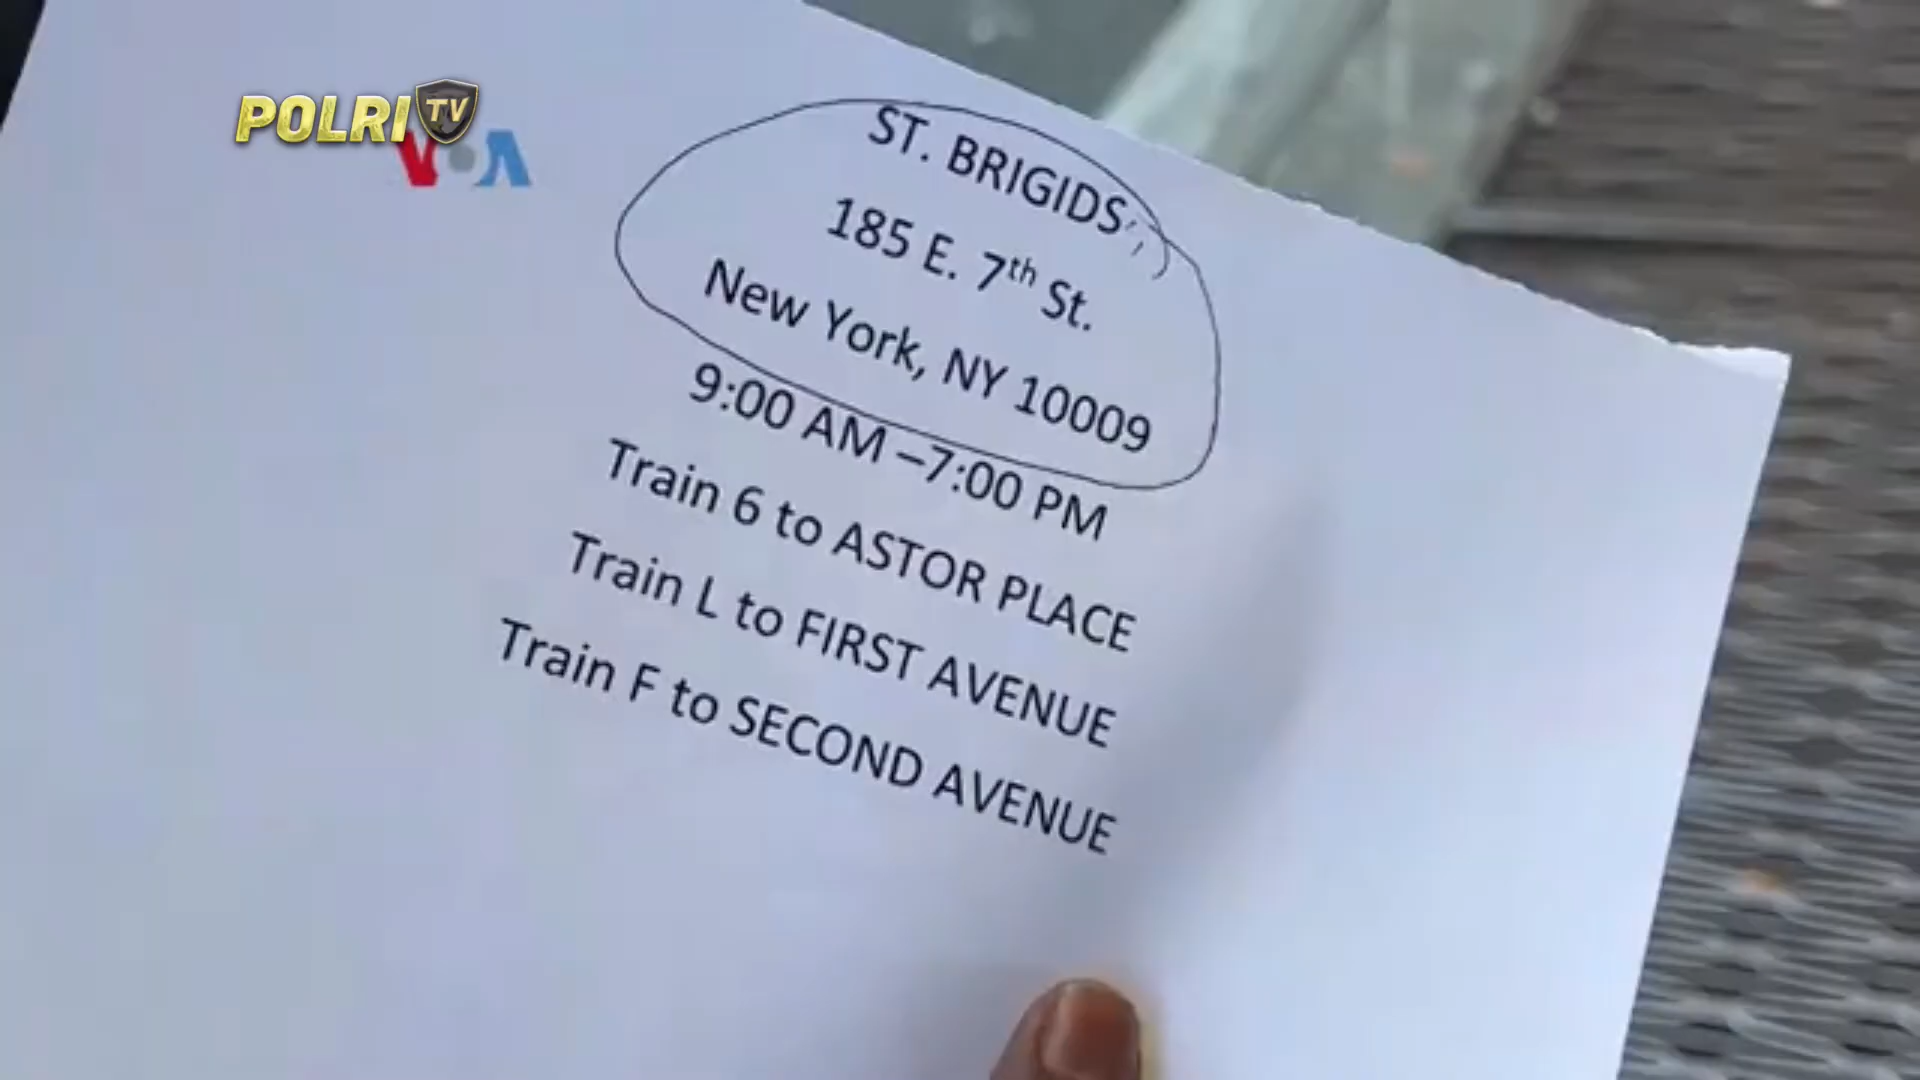 POLRI TV
VOA
ST. BRIGIDS
185 E. 7th St.
New York, NY 10009
9:00 AM –7:00 PM
Train 6 to ASTOR PLACE
Train L to FIRST AVENUE
Train F to SECOND AVENUE